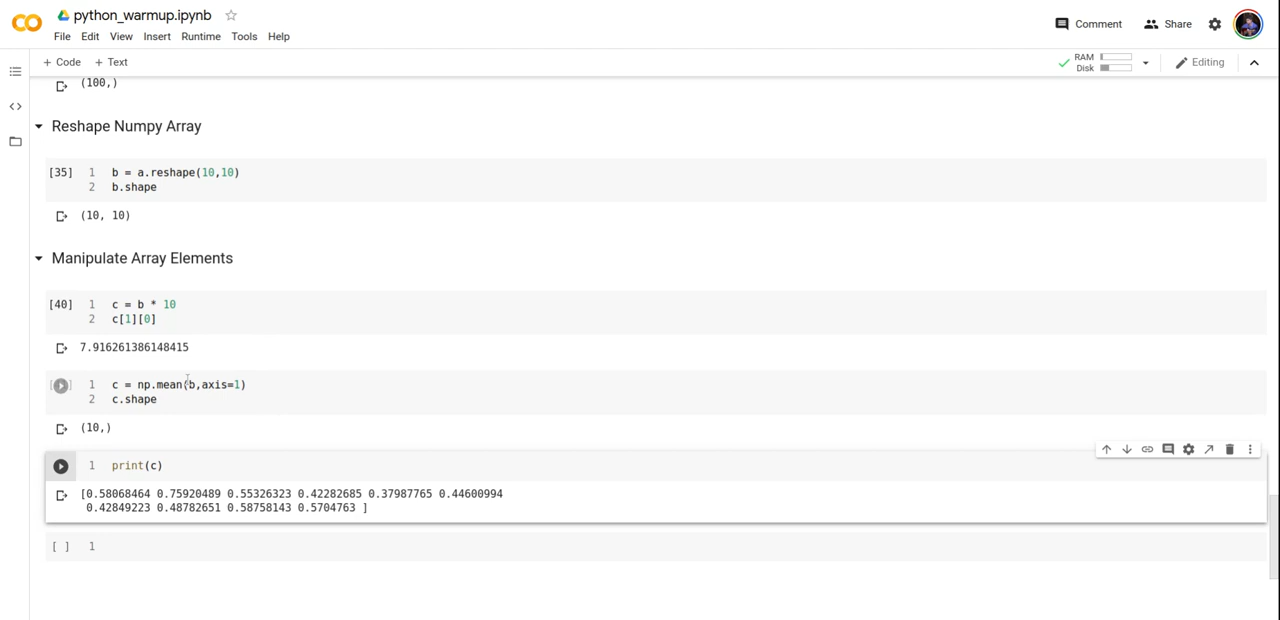 python_warmup.ipynb
Comment
Share
File Edit View Insert Runtime Tools Help
+ Code + Text
RAM
Disk
Editing
(100,)
Reshape Numpy Array
[35] 1 b = a.reshape(10,10)
2 b.shape
(10, 10)
Manipulate Array Elements
[40] 1 c = b * 10
2 c[1][0]
7.916261386148415
[ ] 1 c = np.mean(b,axis=1)
2 c.shape
(10,)
1 print(c)
[0.58068464 0.75920489 0.55326323 0.42282685 0.37987765 0.44600994
0.42849223 0.48782651 0.58758143 0.5704763 ]
[ ] 1